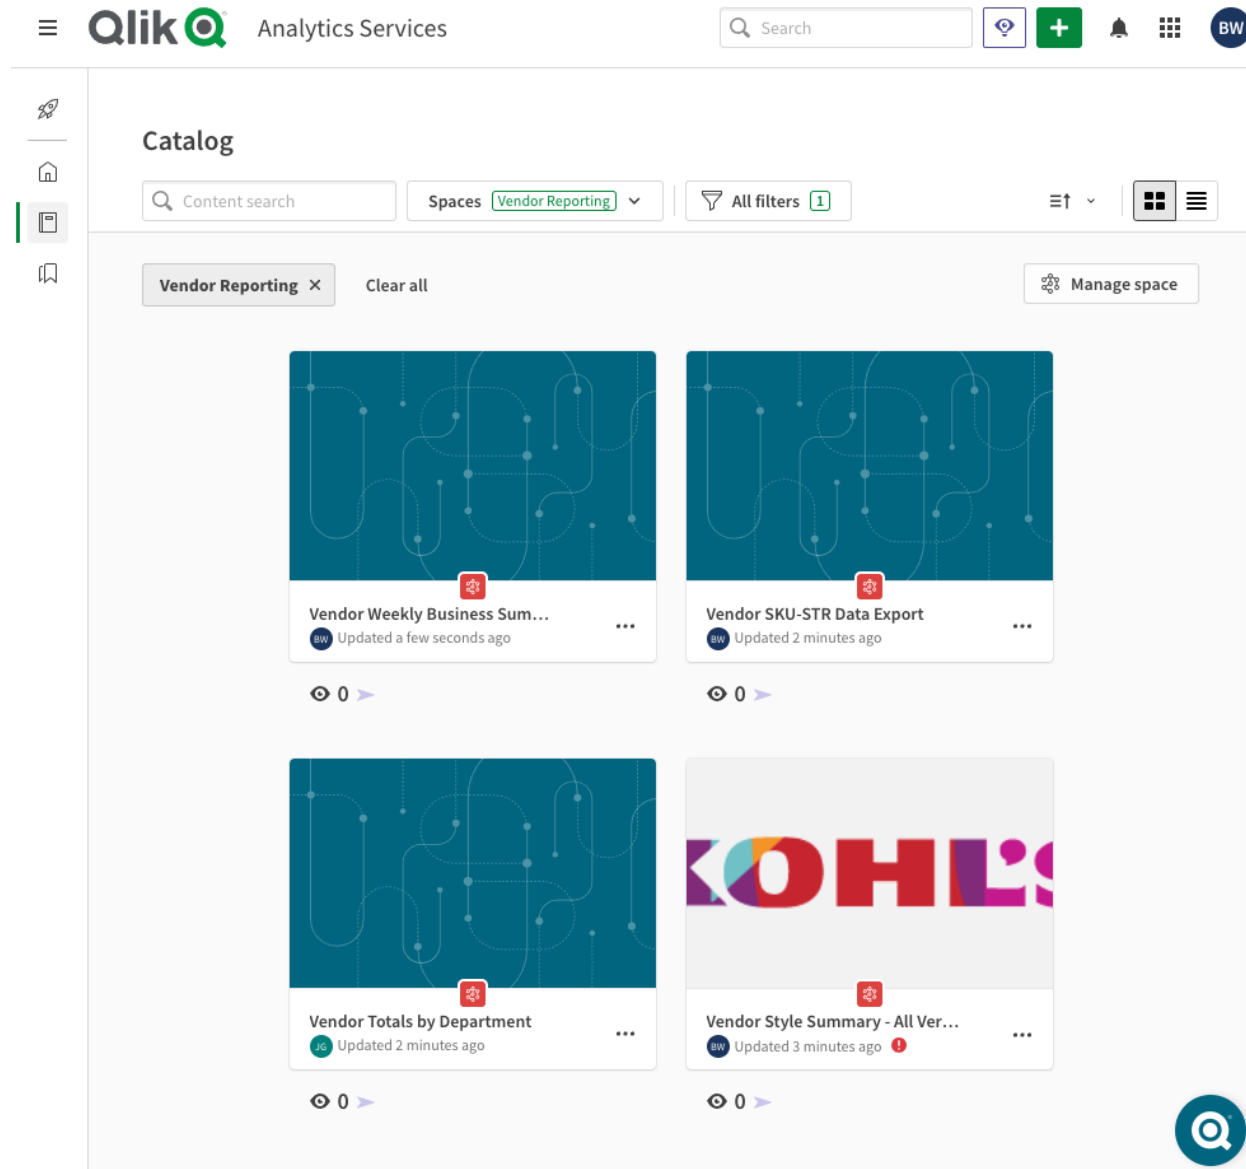 Qlik Analytics Services
Search
BW
Catalog
Content search
Spaces Vendor Reporting
All filters 1
Vendor Reporting ×
Clear all
Manage space
Vendor Weekly Business Sum...
BW Updated a few seconds ago
0
Vendor SKU-STR Data Export
BW Updated 2 minutes ago
0
Vendor Totals by Department
JG Updated 2 minutes ago
0
KOHL'S
Vendor Style Summary - All Ver...
BW Updated 3 minutes ago !
0